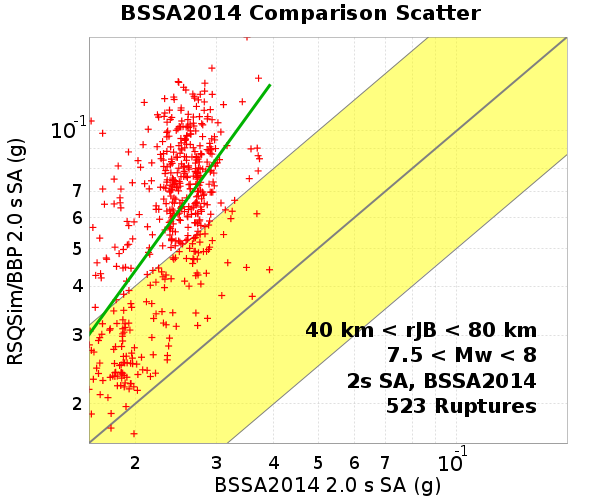 BSSA2014 Comparison Scatter
RSQSim/BBP 2.0 s SA (g)
10-1
7
6
5
4
3
2
40 km < rJB < 80 km
7.5 < Mw < 8
2s SA, BSSA2014
523 Ruptures
2 3 4 5 6 7 10-1
BSSA2014 2.0 s SA (g)